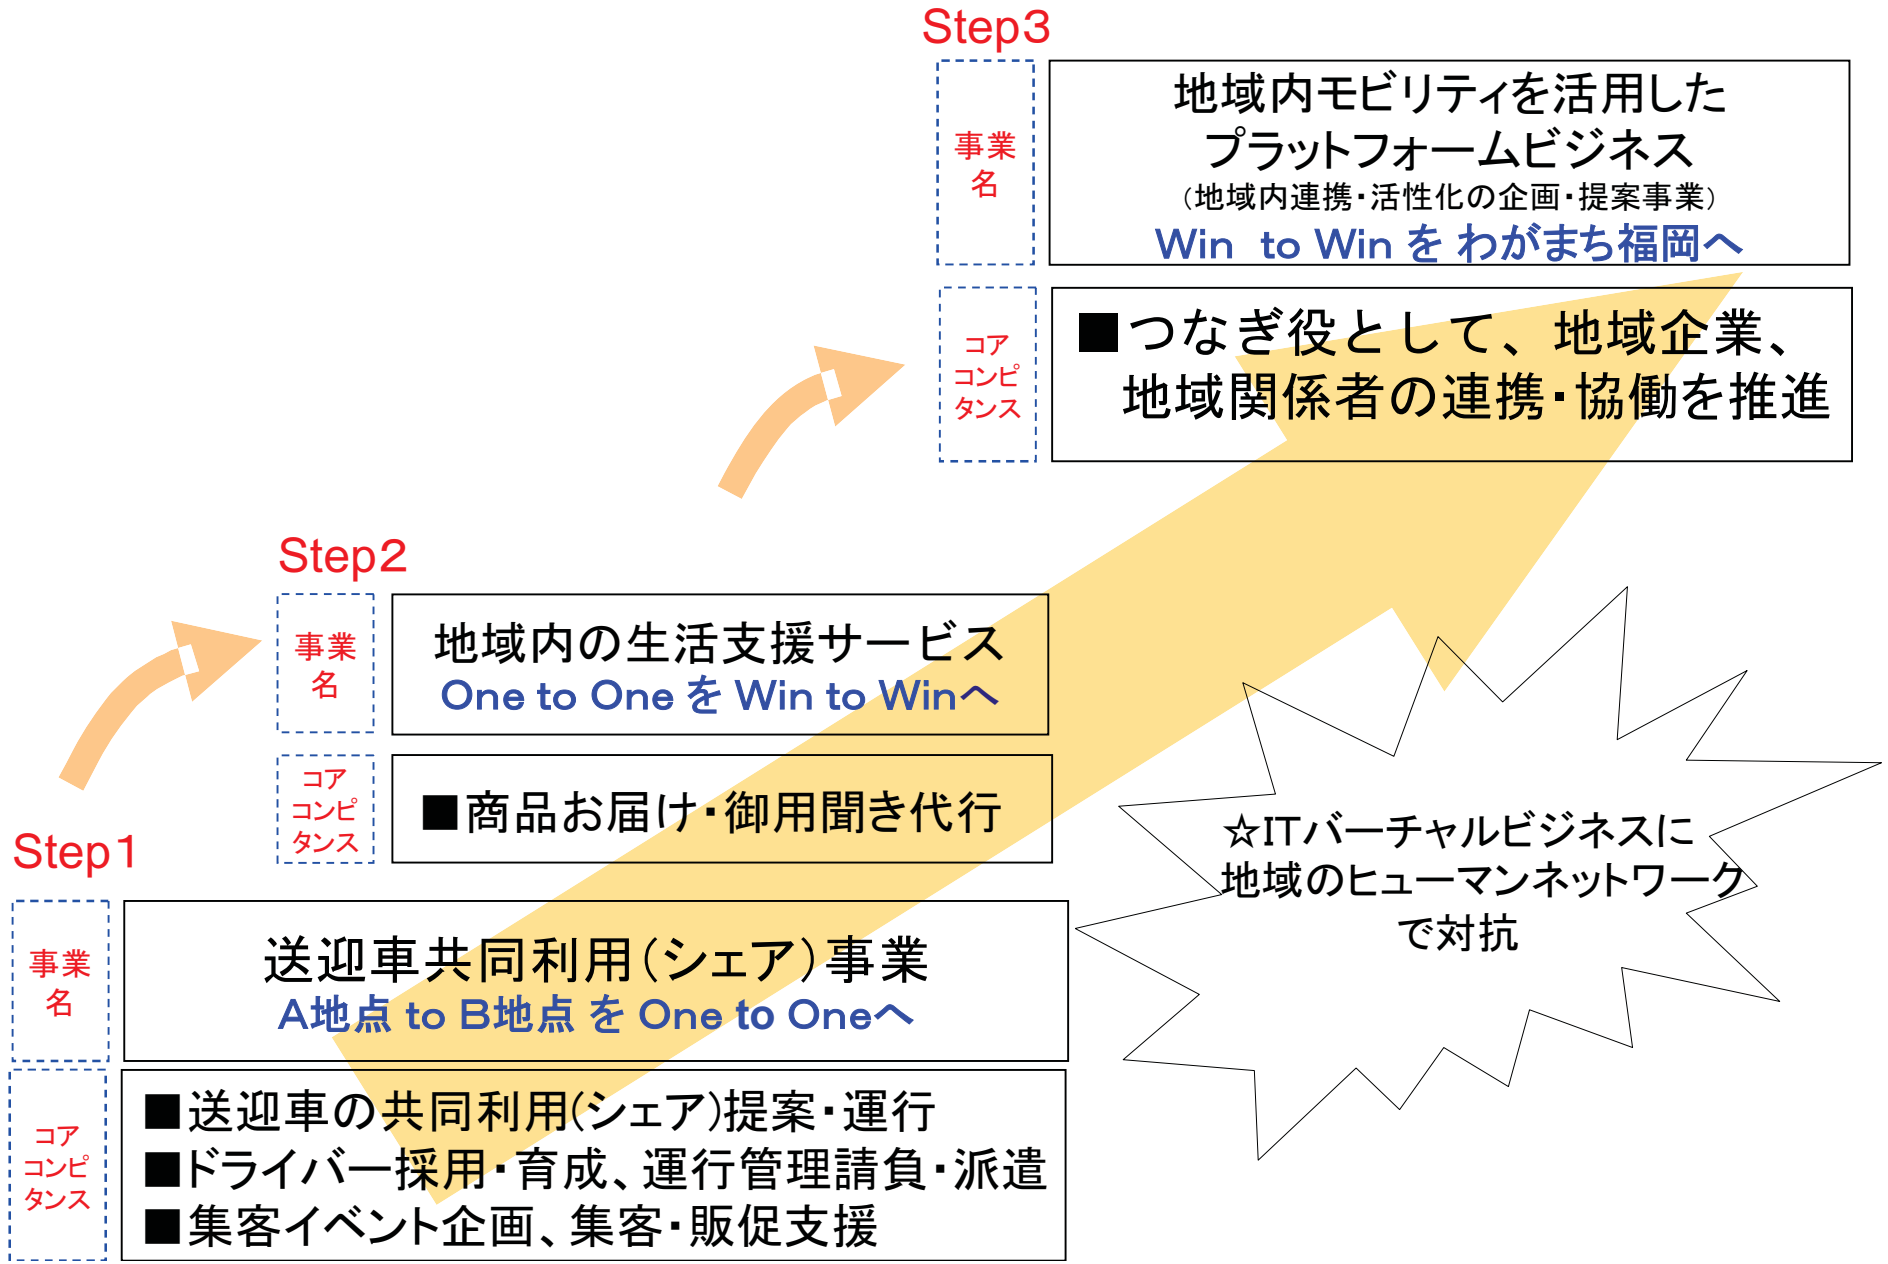 Step3
事業
名
地域内モビリティを活用した
プラットフォームビジネス
(地域内連携・活性化の企画・提案事業)
Win to Win を わがまち福岡へ
コア
コンピ
タンス
■つなぎ役として、地域企業、
地域関係者の連携・協働を推進
Step2
事業
名
地域内の生活支援サービス
One to One を Win to Winへ
コア
コンピ
タンス
■商品お届け・御用聞き代行
Step1
事業
名
送迎車共同利用(シェア)事業
A地点 to B地点 を One to Oneへ
コア
コンピ
タンス
■送迎車の共同利用(シェア)提案・運行
■ドライバー採用・育成、運行管理請負・派遣
■集客イベント企画、集客・販促支援
☆ITバーチャルビジネスに
地域のヒューマンネットワーク
で対抗